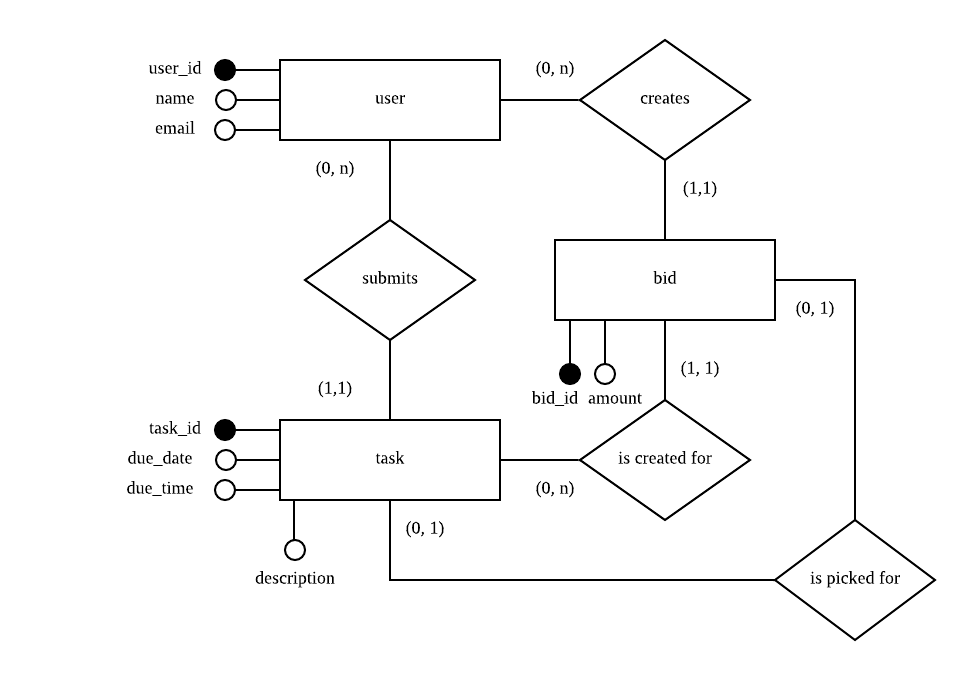 user_id
name
email
user
(0, n)
creates
(0, n)
(1,1)
submits
bid
(0, 1)
(1,1)
(1, 1)
bid_id
amount
task_id
due_date
due_time
task
is created for
(0, n)
(0, 1)
description
is picked for